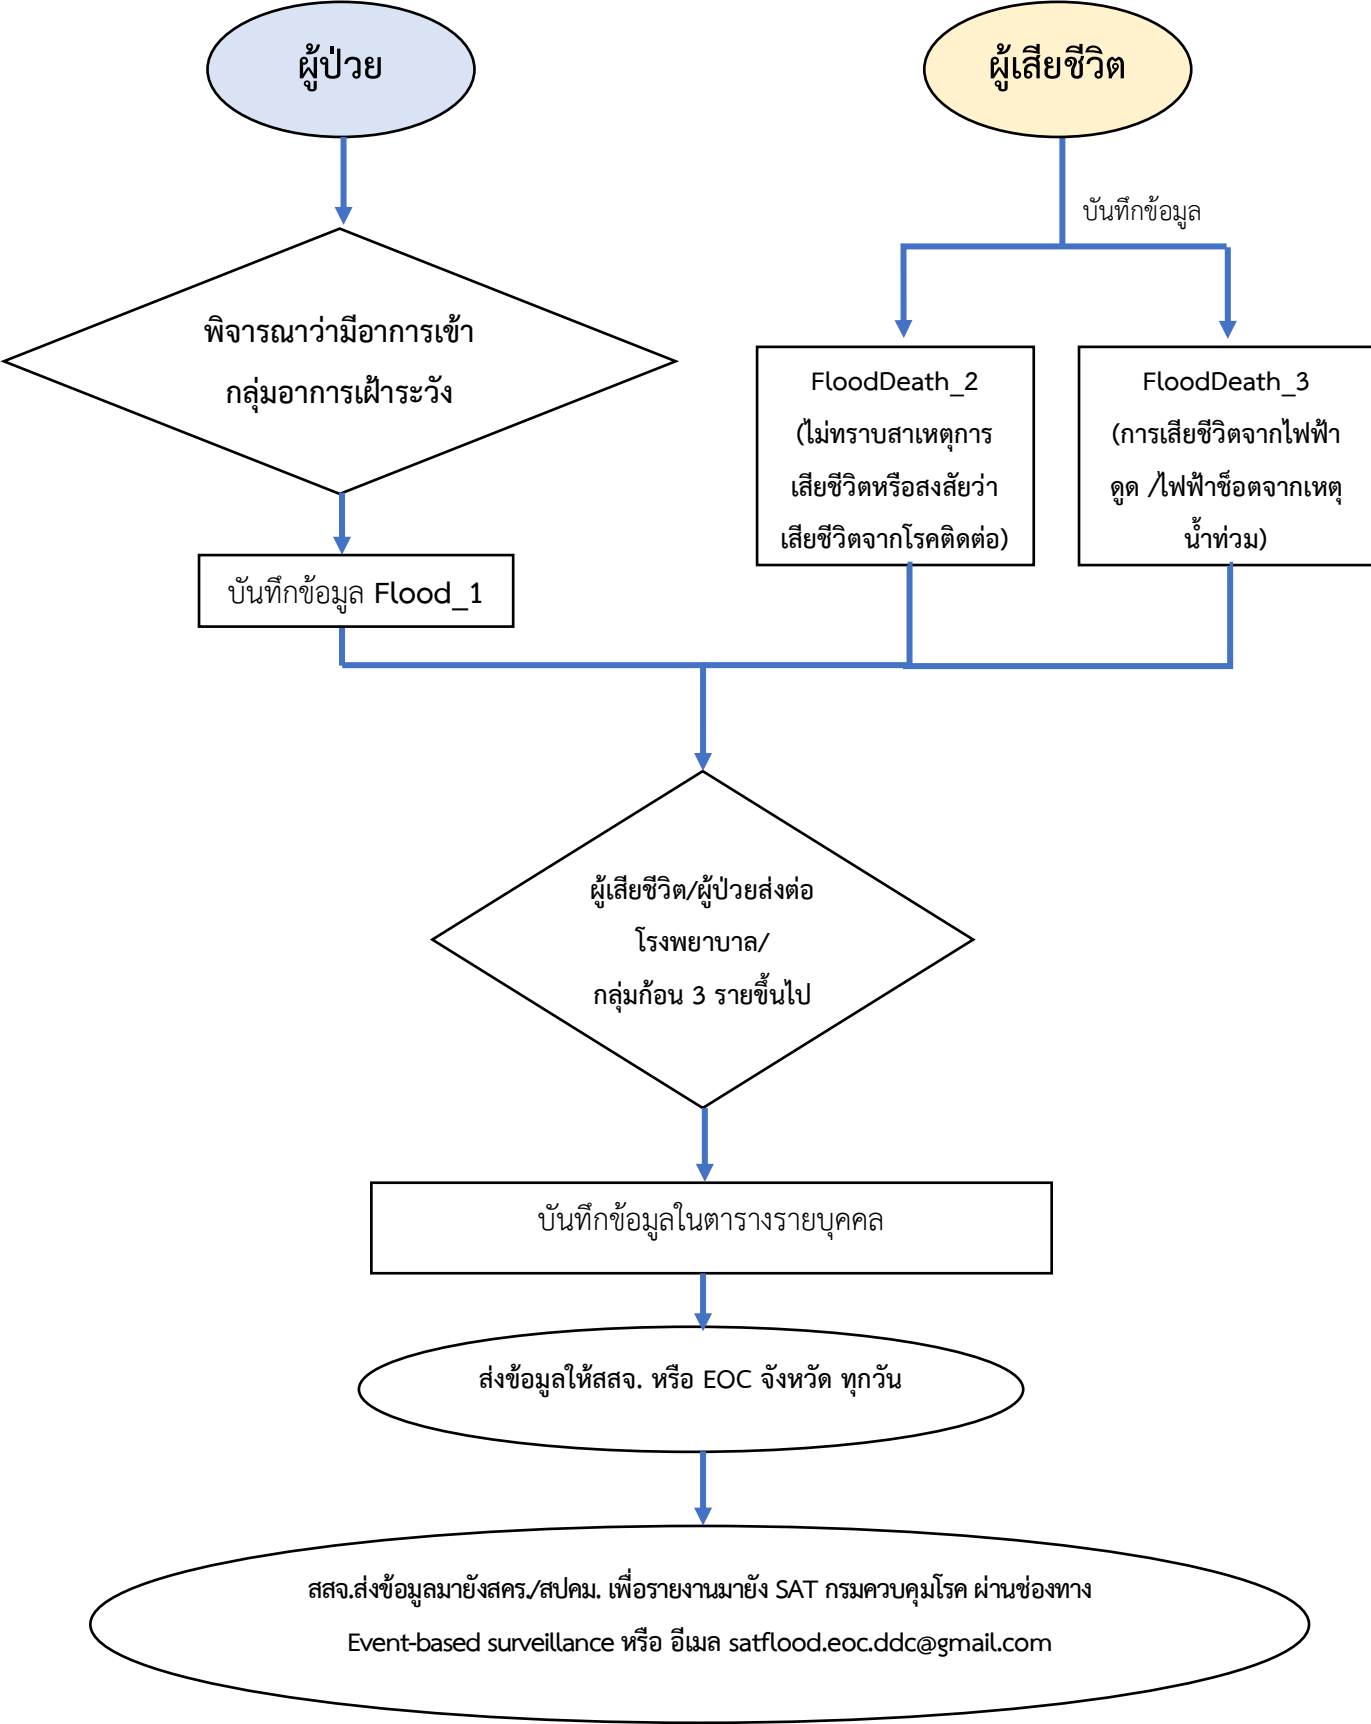 ผู้ป่วย
ผู้เสียชีวิต
บันทึกข้อมูล
พิจารณาว่ามีอาการเข้า
กลุ่มอาการเฝ้าระวัง
FloodDeath_2
(ไม่ทราบสาเหตุการ
เสียชีวิตหรือสงสัยว่า
เสียชีวิตจากโรคติดต่อ)
FloodDeath_3
(การเสียชีวิตจากไฟฟ้า
ดูด /ไฟฟ้าช็อตจากเหตุ
น้ำท่วม)
บันทึกข้อมูล Flood_1
ผู้เสียชีวิต/ผู้ป่วยส่งต่อ
โรงพยาบาล/
กลุ่มก้อน 3 รายขึ้นไป
บันทึกข้อมูลในตารางรายบุคคล
ส่งข้อมูลให้สสจ. หรือ EOC จังหวัด ทุกวัน
สสจ.ส่งข้อมูลมายังสคร./สปคม. เพื่อรายงานมายัง SAT กรมควบคุมโรค ผ่านช่องทาง
Event-based surveillance หรือ อีเมล satflood.eoc.ddc@gmail.com